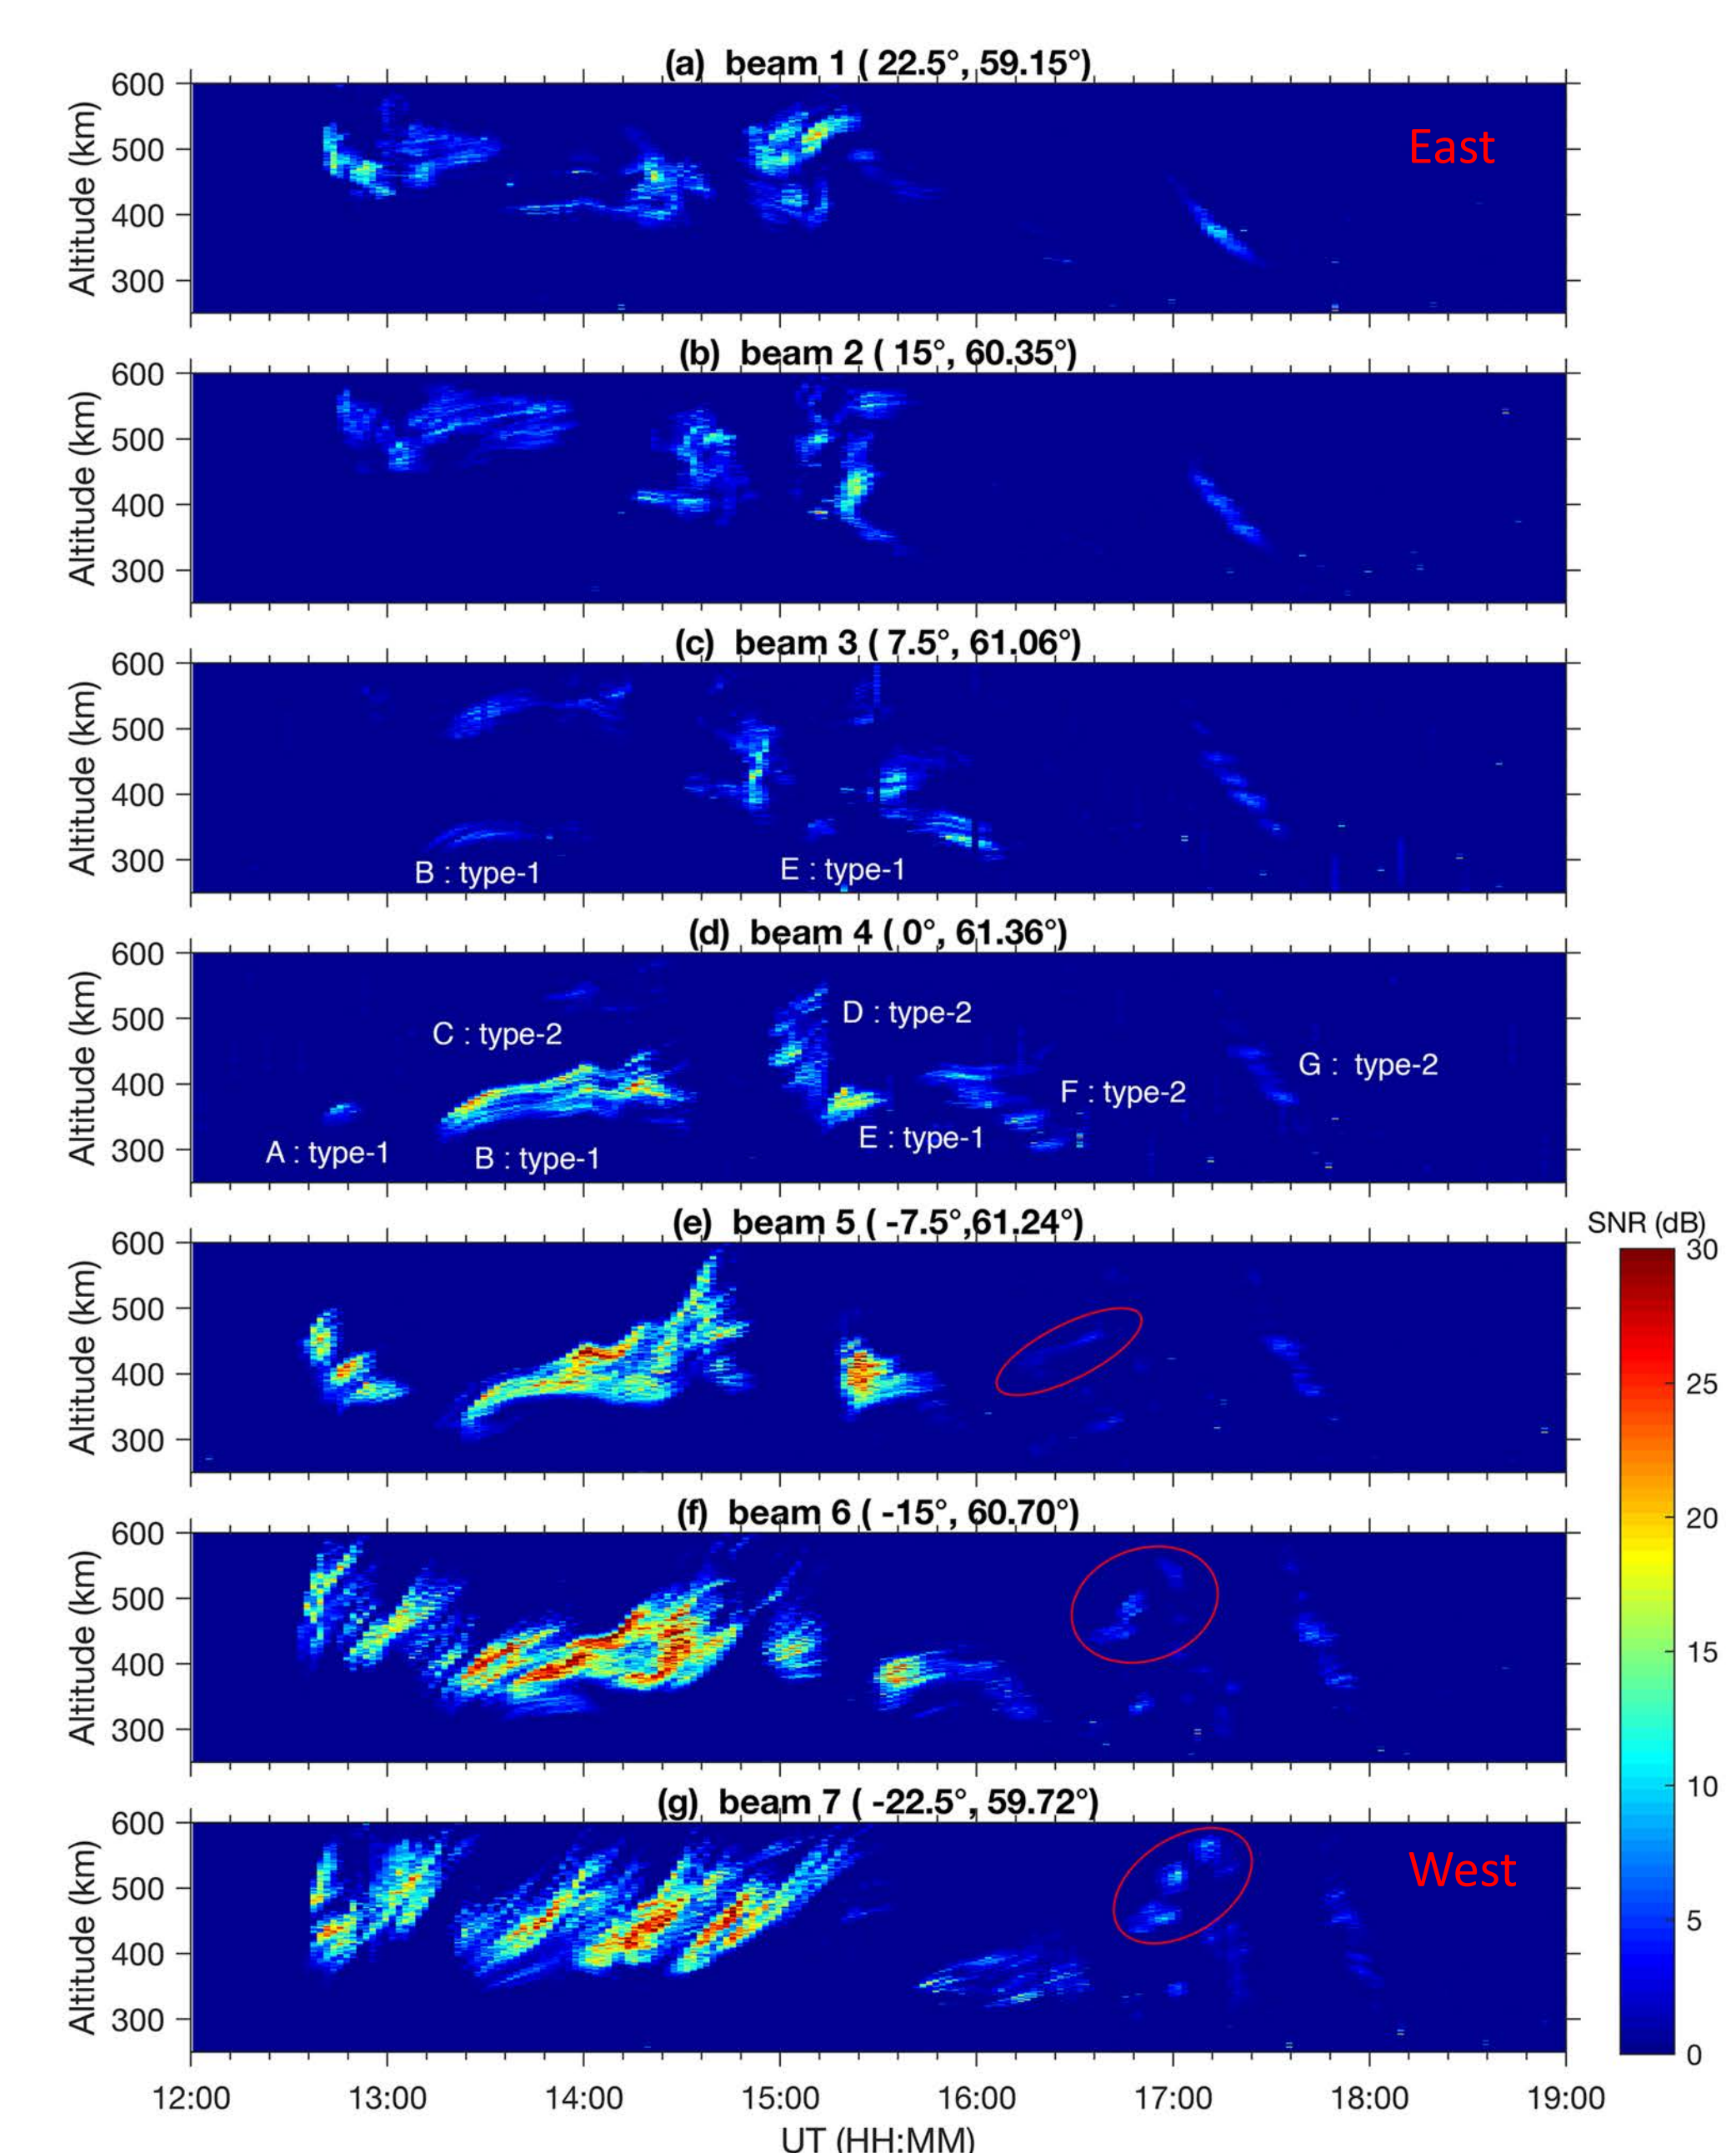 (a) beam 1 ( 22.5°, 59.15°)
600
500
400
300
Altitude (km)
East
(b) beam 2 ( 15°, 60.35°)
600
500
400
300
Altitude (km)
(c) beam 3 ( 7.5°, 61.06°)
600
500
400
300
Altitude (km)
B : type-1
E : type-1
(d) beam 4 ( 0°, 61.36°)
600
500
400
300
Altitude (km)
C : type-2
D : type-2
G : type-2
F : type-2
A : type-1
B : type-1
E : type-1
(e) beam 5 ( -7.5°,61.24°)
600
500
400
300
Altitude (km)
SNR (dB)
30
25
20
15
10
5
0
(f) beam 6 ( -15°, 60.70°)
600
500
400
300
Altitude (km)
(g) beam 7 ( -22.5°, 59.72°)
600
500
400
300
Altitude (km)
West
12:00 13:00 14:00 15:00 16:00 17:00 18:00 19:00
UT (HH:MM)